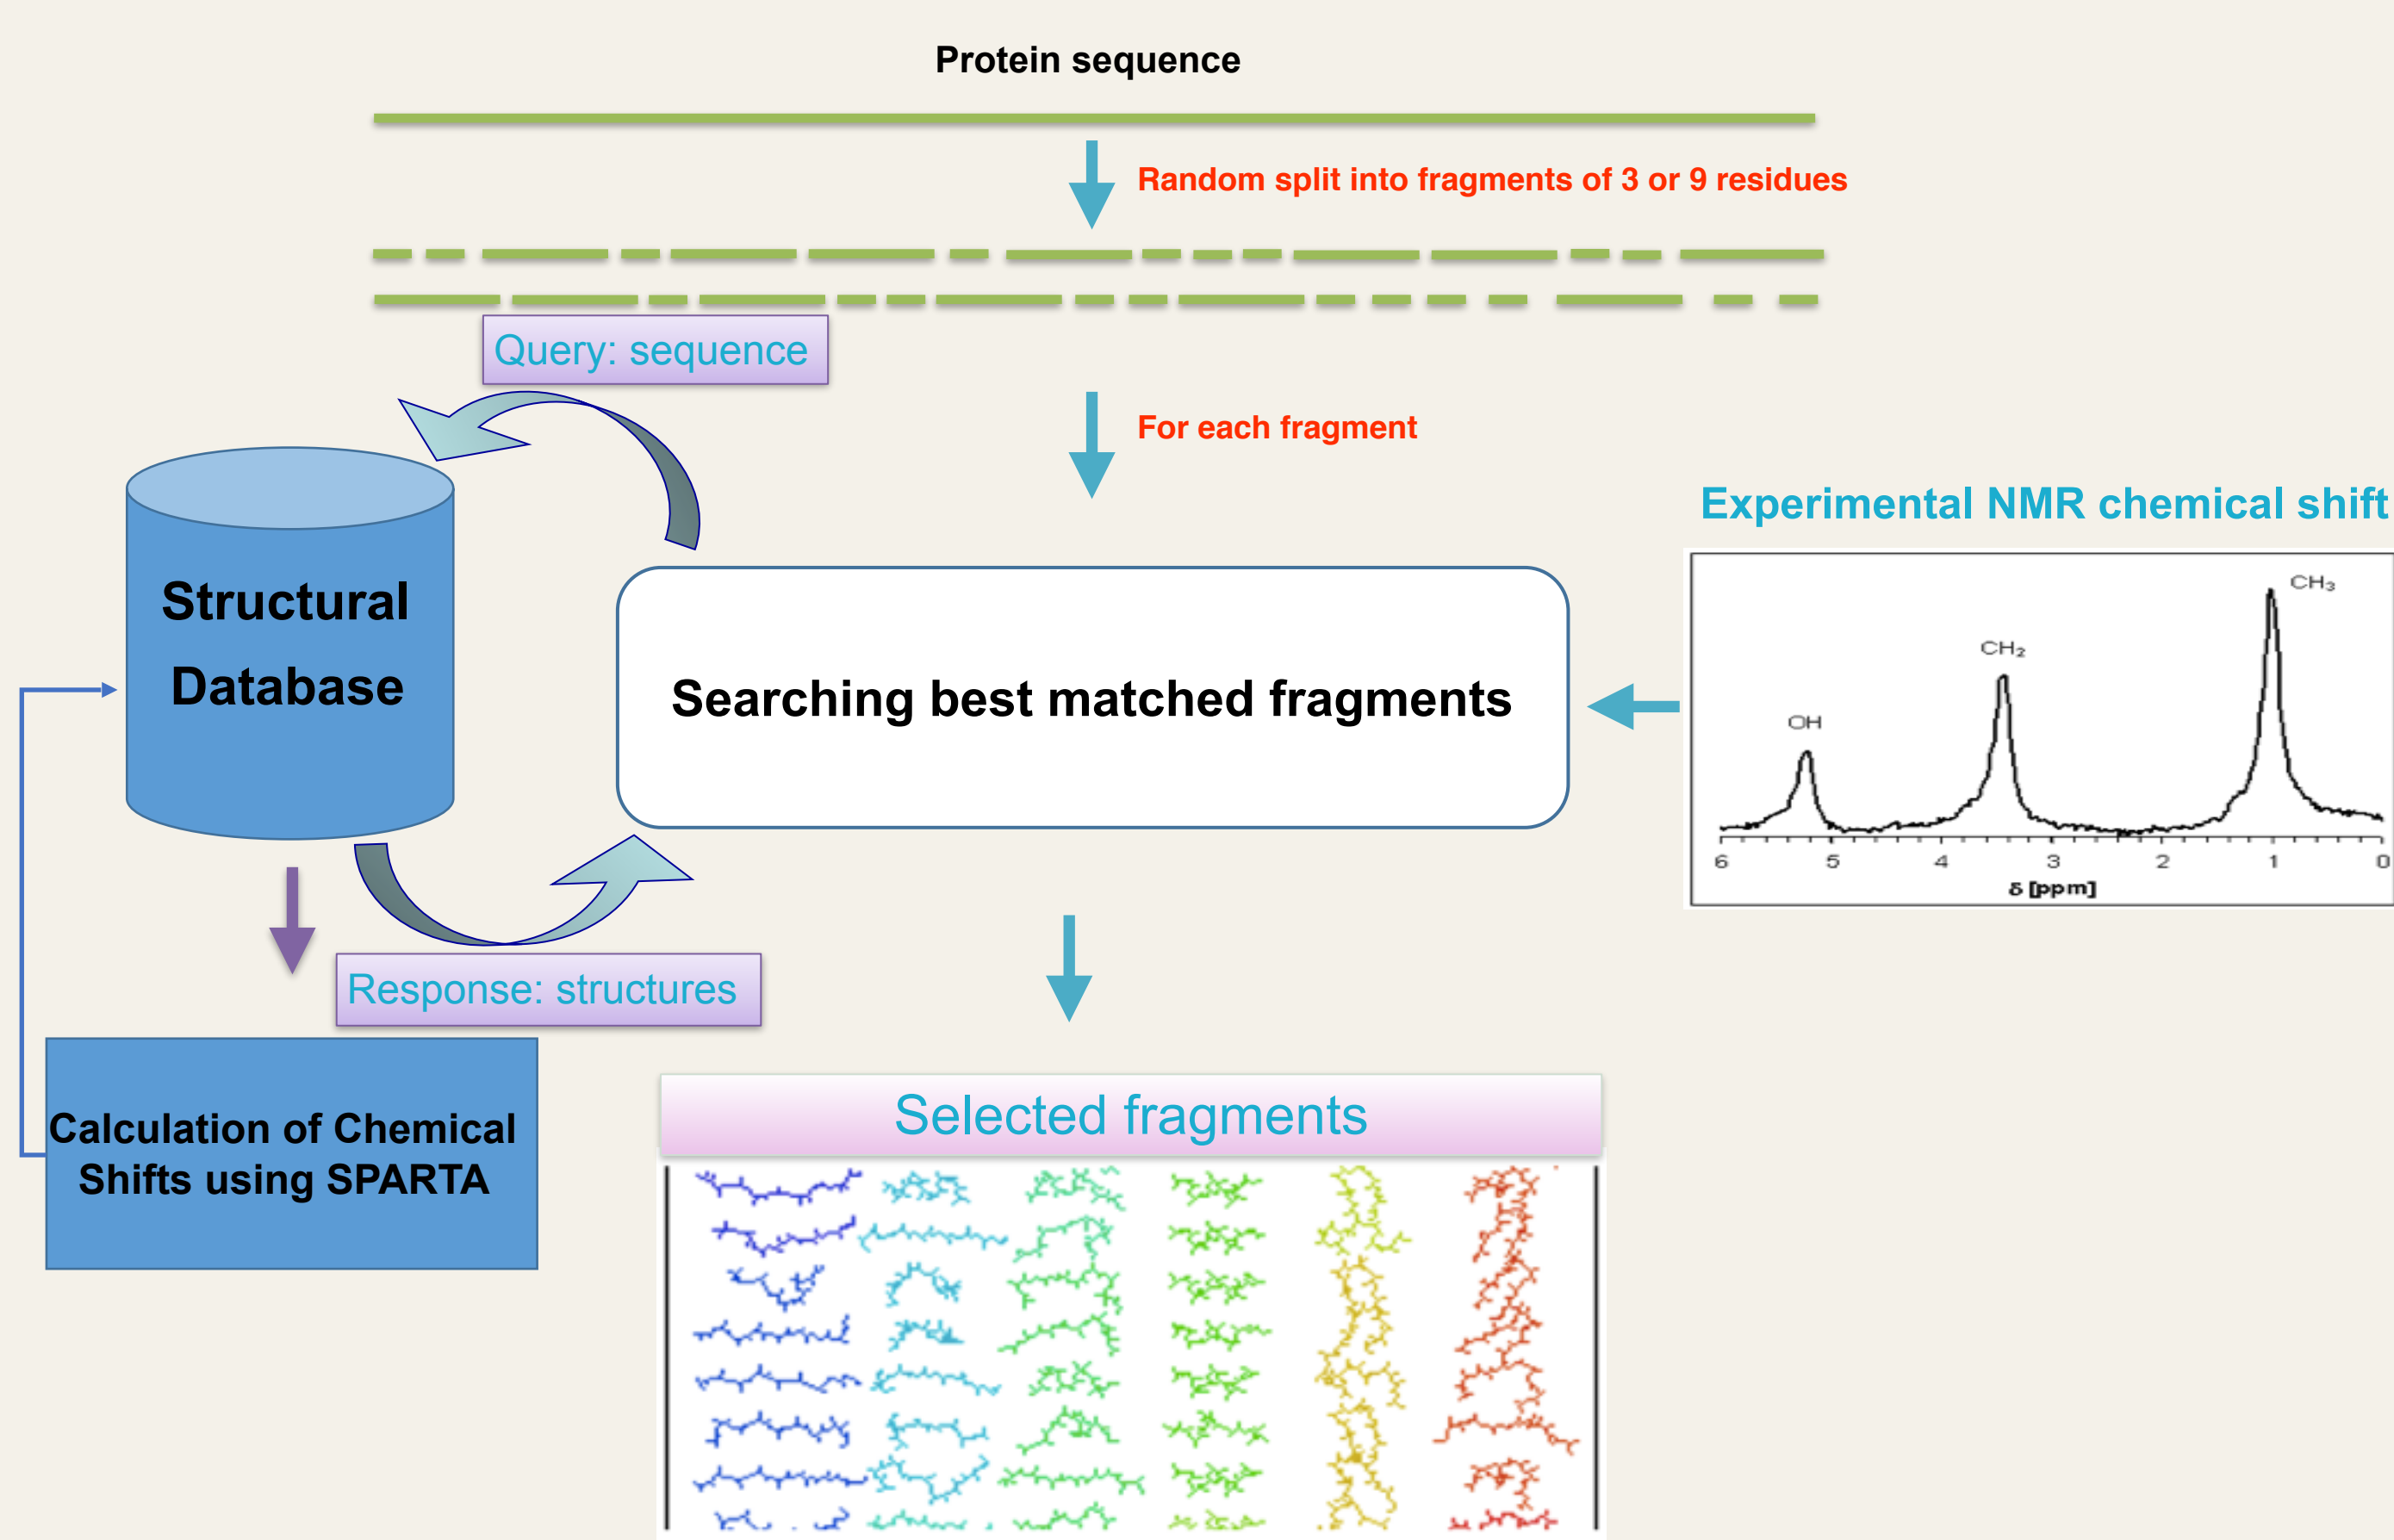 Protein sequence
Random split into fragments of 3 or 9 residues
Query: sequence
For each fragment
Experimental NMR chemical shift
Structural
Database
Searching best matched fragments
CH₃
CH₂
OH
6 5 4 3 2 1 0
δ [ppm]
Response: structures
Calculation of Chemical
Shifts using SPARTA
Selected fragments